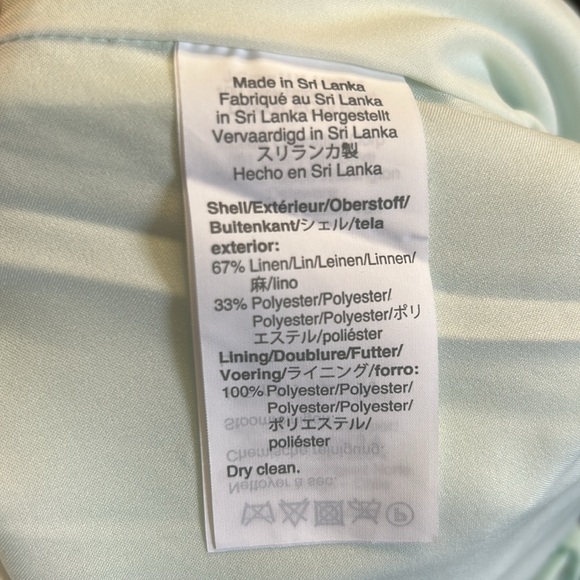 Made in Sri Lanka
Fabriqué au Sri Lanka
in Sri Lanka Hergestellt
Vervaardigd in Sri Lanka
スリランカ製
Hecho en Sri Lanka
Shell/Extérieur/Oberstoff/
Buitenkant/シェル/tela
exterior:
67% Linen/Lin/Leinen/Linnen/
麻/lino
33% Polyester/Polyester/
Polyester/Polyester/ポリ
エステル/poliéster
Lining/Doublure/Futter/
Voering/ライニング/forro:
100% Polyester/Polyester/
Polyester/Polyester/
ポリエステル/
poliéster
Dry clean.
Chemische reinigung.
Nettoyer à sec.
P